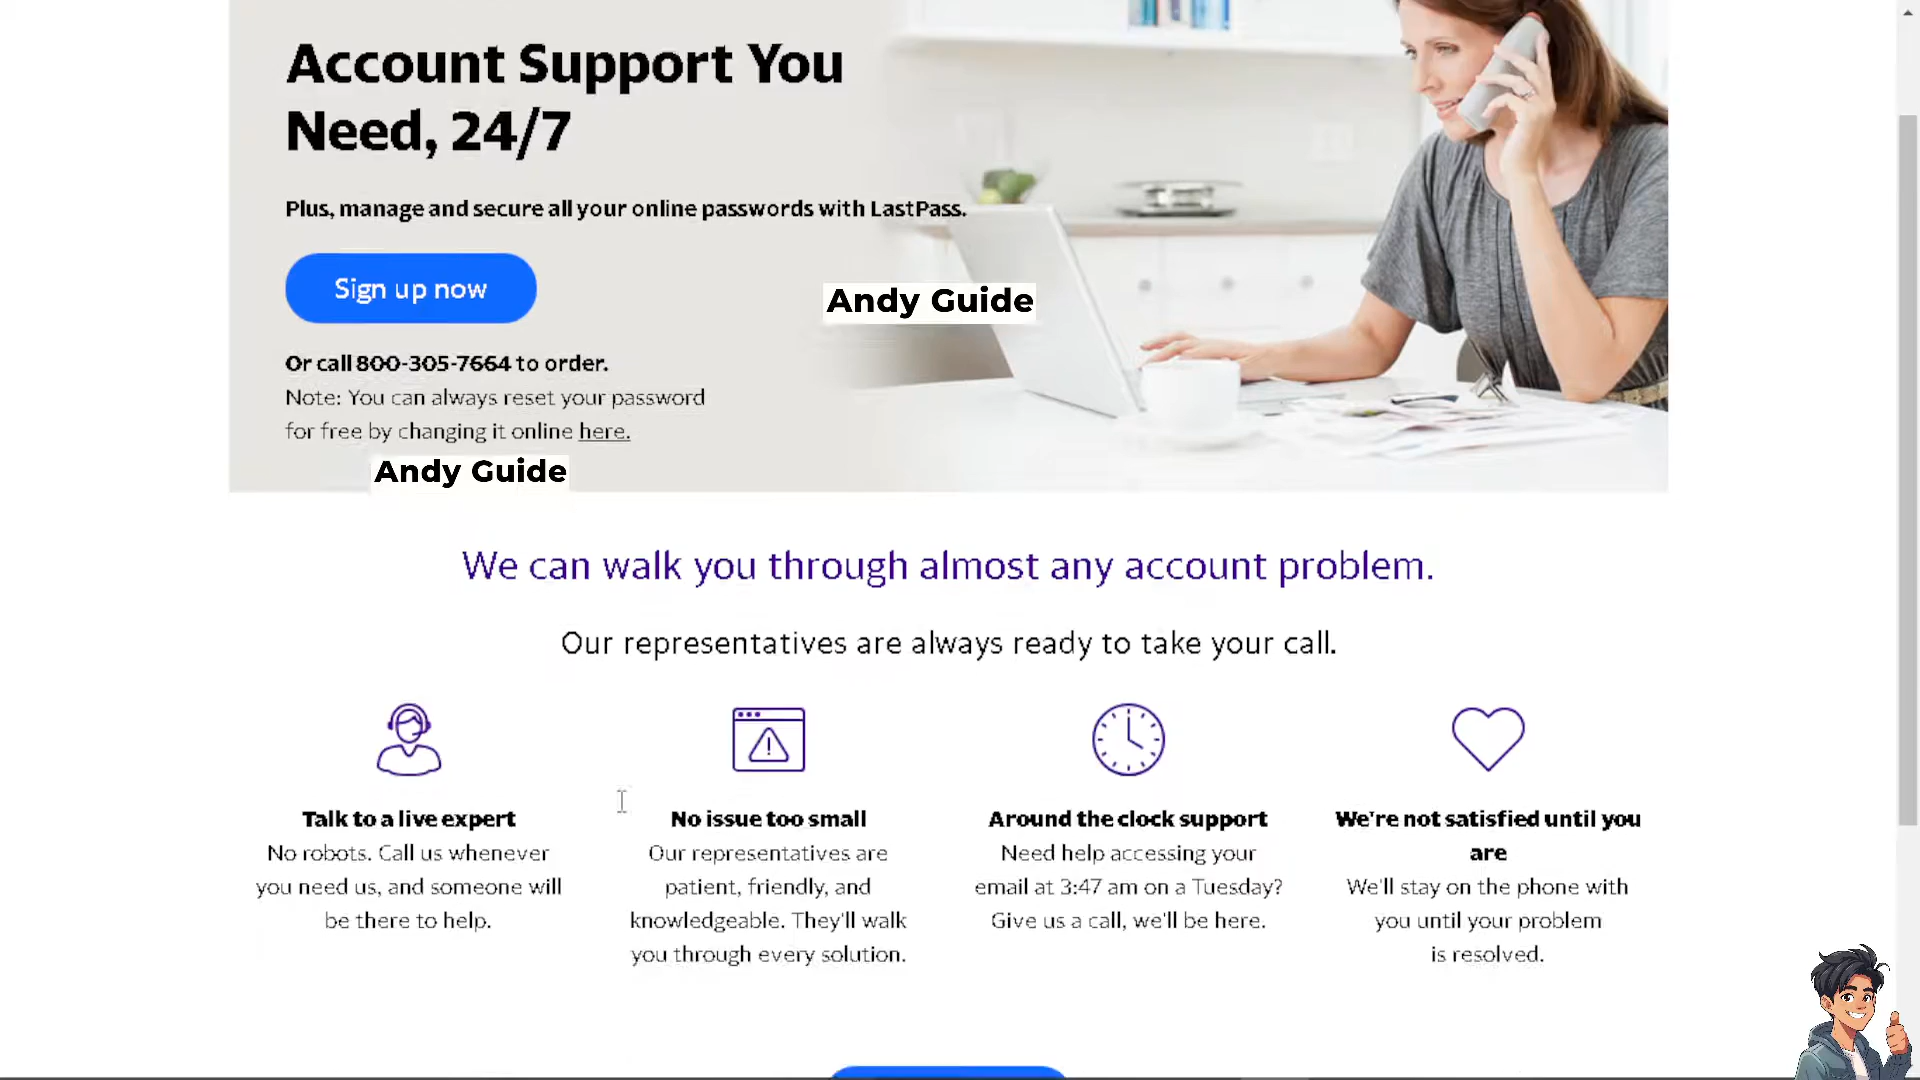 Account Support You
Need, 24/7
Plus, manage and secure all your online passwords with LastPass.
Sign up now
Andy Guide
Or call 800-305-7664 to order.
Note: You can always reset your password
for free by changing it online here.
Andy Guide
We can walk you through almost any account problem.
Our representatives are always ready to take your call.
Talk to a live expert
No robots. Call us whenever
you need us, and someone will
be there to help.
No issue too small
Our representatives are
patient, friendly, and
knowledgeable. They'll walk
you through every solution.
Around the clock support
Need help accessing your
email at 3:47 am on a Tuesday?
Give us a call, we'll be here.
We're not satisfied until you
are
We'll stay on the phone with
you until your problem
is resolved.